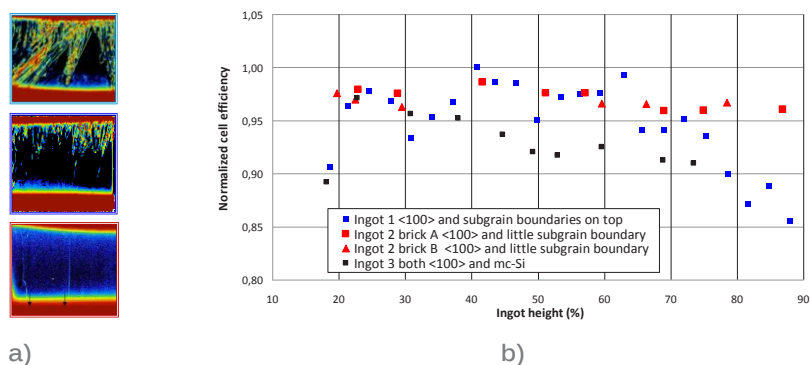 1,05
1,00
0,95
0,90
0,85
0,80
Normalized cell efficiency
Ingot 1 <100> and subgrain boundaries on top
Ingot 2 brick A <100> and little subgrain boundary
Ingot 2 brick B <100> and little subgrain boundary
Ingot 3 both <100> and mc-Si
10 20 30 40 50 60 70 80 90
Ingot height (%)
a) b)